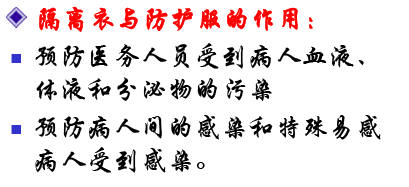 隔离衣与防护服的作用：
预防医务人员受到病人血液、
体液和分泌物的污染
预防病人间的感染和特殊易感
病人受到感染。